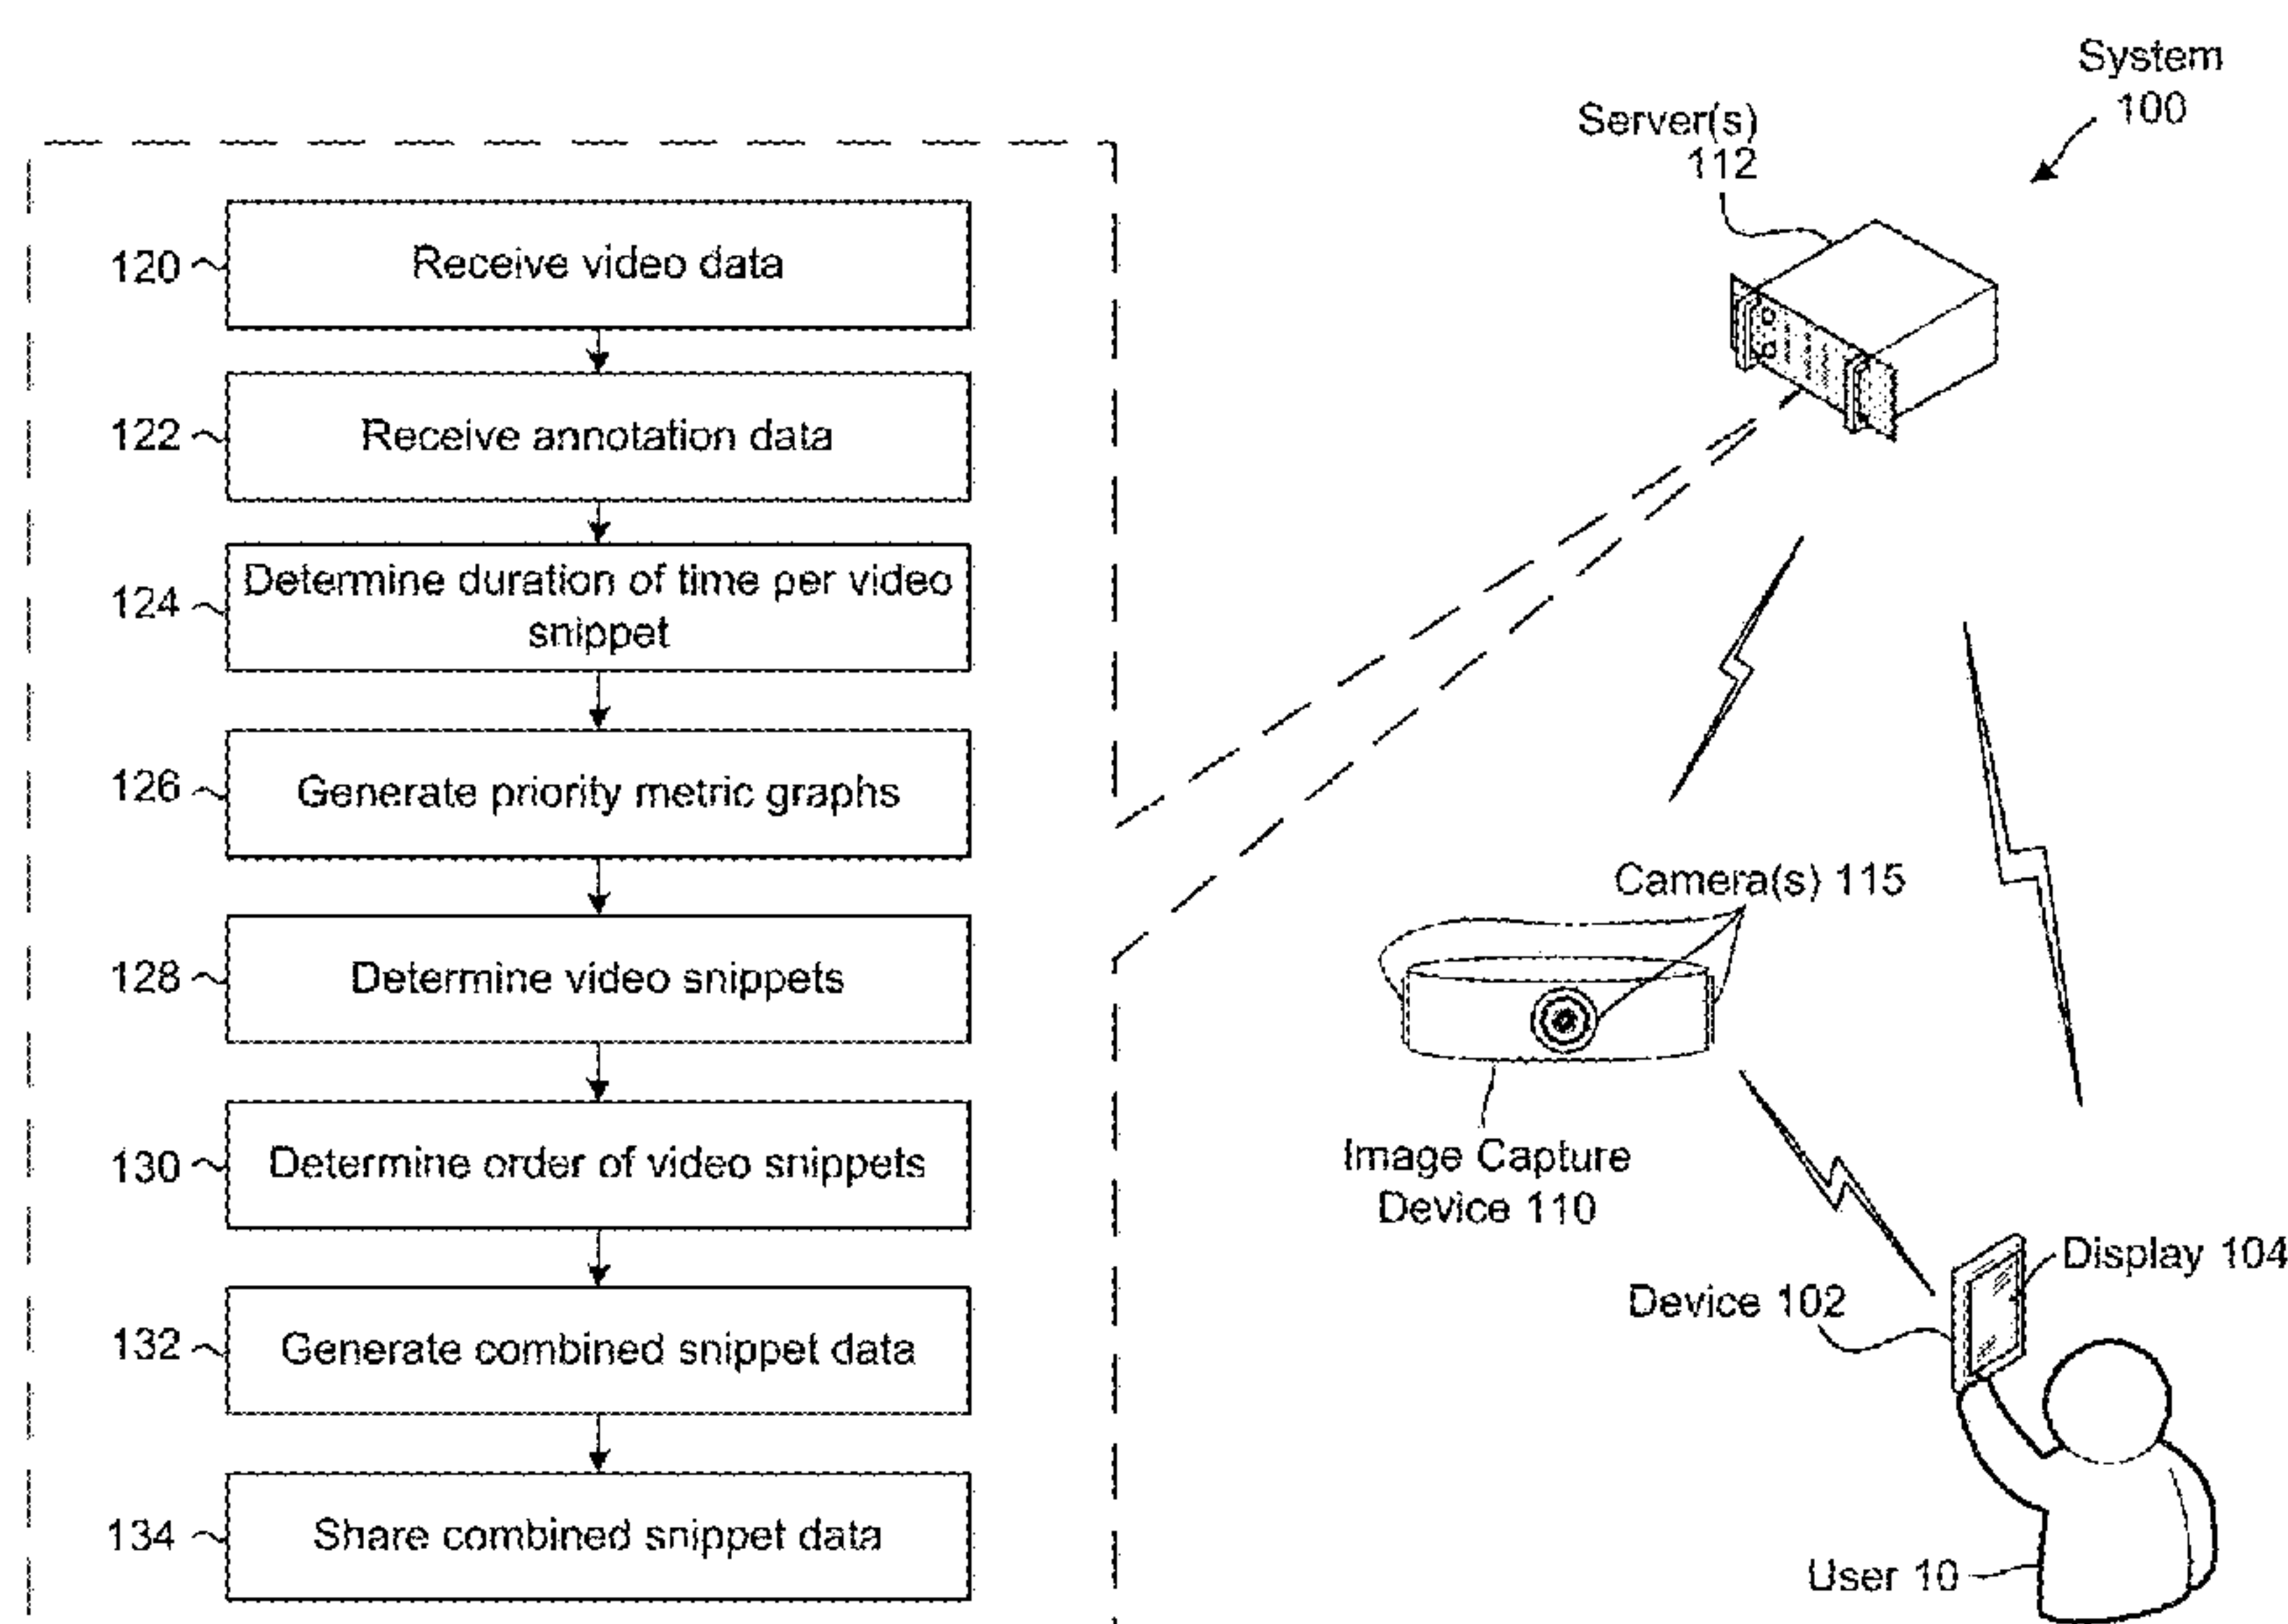 System
100
Server(s)
112
120
Receive video data
122
Receive annotation data
124
Determine duration of time per video
snippet
126
Generate priority metric graphs
128
Determine video snippets
130
Determine order of video snippets
132
Generate combined snippet data
134
Share combined snippet data
Camera(s) 115
Image Capture
Device 110
Display 104
Device 102
User 10